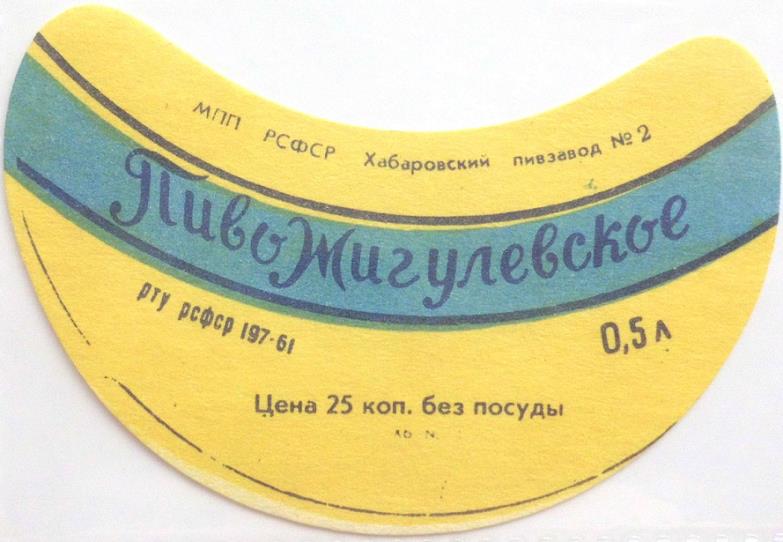 МПП РСФСР Хабаровский пивзавод № 2
Пиво Жигулевское
рту рсфср 197-61
0,5 л
Цена 25 коп. без посуды